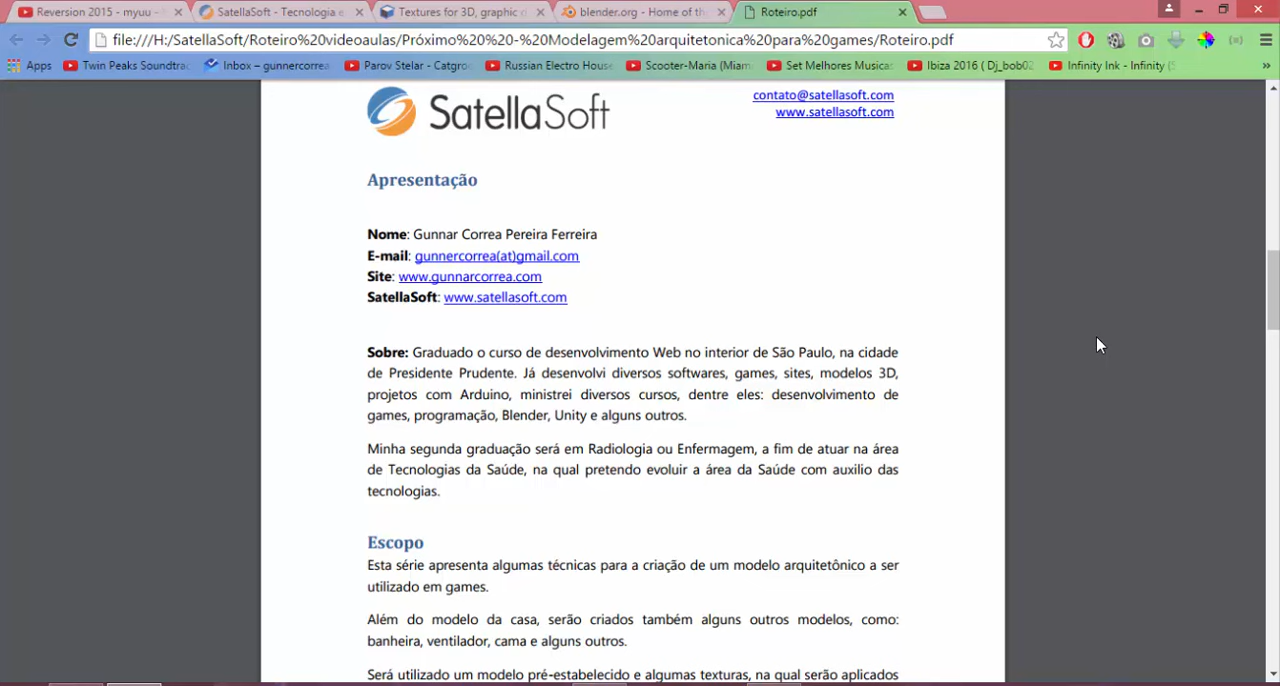 Reversion 2015 - myuu -
SatellaSoft - Tecnologia e
Textures for 3D, graphic d
blender.org - Home of th
Roteiro.pdf
file:///H:/SatellaSoft/Roteiro%20videoaulas/Próximo%20%20-%20Modelagem%20arquitetonica%20para%20games/Roteiro.pdf
Apps
Twin Peaks Soundtra
Inbox – gunnercorrea
Parov Stelar - Catgro
Russian Electro House
Scooter-Maria (Miam
Set Melhores Musicas
Ibiza 2016 ( Dj_bob02
Infinity Ink - Infinity (S
»
SatellaSoft
contato@satellasoft.com
www.satellasoft.com
Apresentação
Nome: Gunnar Correa Pereira Ferreira
E-mail: gunnercorrea(at)gmail.com
Site: www.gunnarcorrea.com
SatellaSoft: www.satellasoft.com
Sobre: Graduado o curso de desenvolvimento Web no interior de São Paulo, na cidade
de Presidente Prudente. Já desenvolvi diversos softwares, games, sites, modelos 3D,
projetos com Arduino, ministrei diversos cursos, dentre eles: desenvolvimento de
games, programação, Blender, Unity e alguns outros.
Minha segunda graduação será em Radiologia ou Enfermagem, a fim de atuar na área
de Tecnologias da Saúde, na qual pretendo evoluir a área da Saúde com auxilio das
tecnologias.
Escopo
Esta série apresenta algumas técnicas para a criação de um modelo arquitetônico a ser
utilizado em games.
Além do modelo da casa, serão criados também alguns outros modelos, como:
banheira, ventilador, cama e alguns outros.
Será utilizado um modelo pré-estabelecido e algumas texturas, na qual serão aplicados